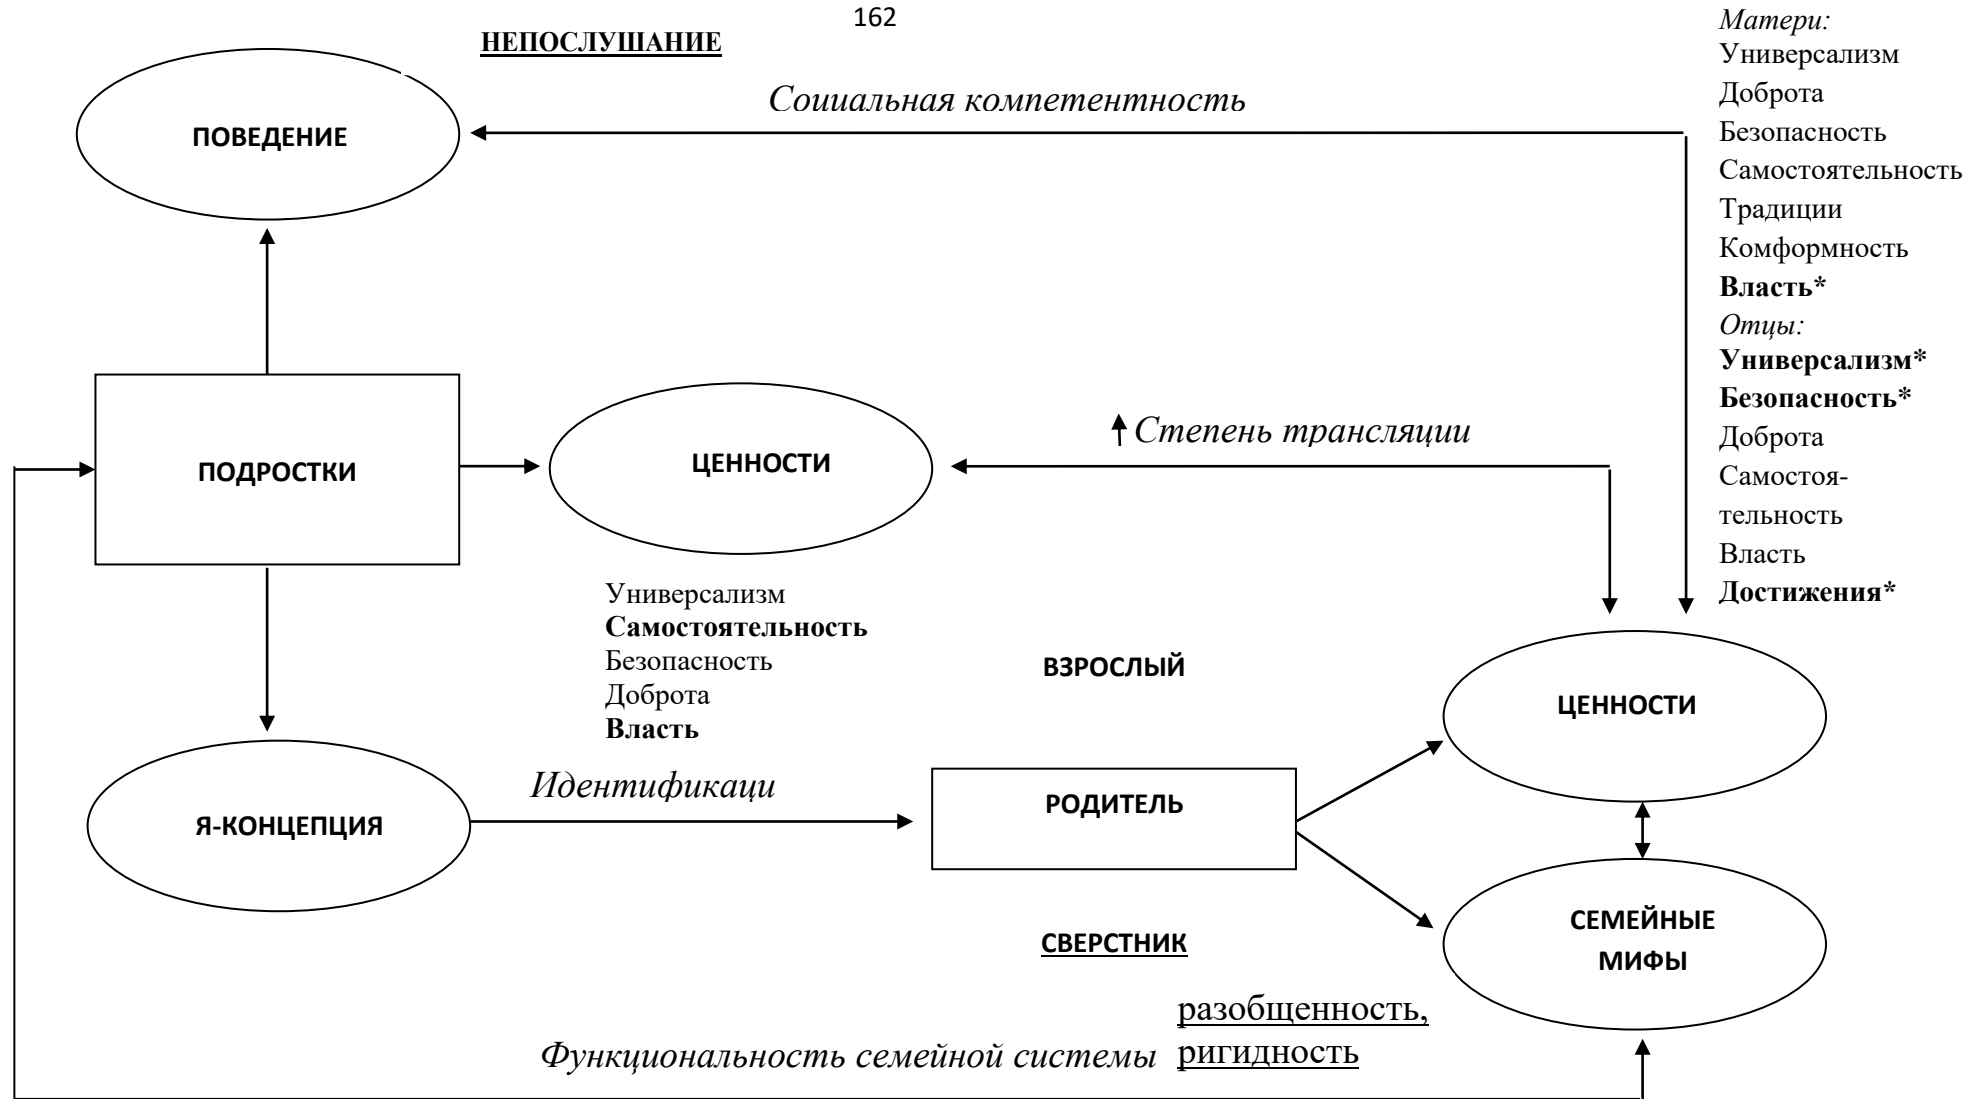 162
НЕПОСЛУШАНИЕ
Социальная компетентность
ПОВЕДЕНИЕ
Матери:
Универсализм
Доброта
Безопасность
Самостоятельность
Традиции
Комформность
Власть*
Отцы:
Универсализм*
Безопасность*
Доброта
Самостоя-
тельность
Власть
Достижения*
Степень трансляции
ПОДРОСТКИ
ЦЕННОСТИ
Универсализм
Самостоятельность
Безопасность
Доброта
Власть
ВЗРОСЛЫЙ
ЦЕННОСТИ
Идентификаци
Я-КОНЦЕПЦИЯ
РОДИТЕЛЬ
СЕМЕЙНЫЕ
МИФЫ
СВЕРСТНИК
разобщенность,
ригидность
Функциональность семейной системы